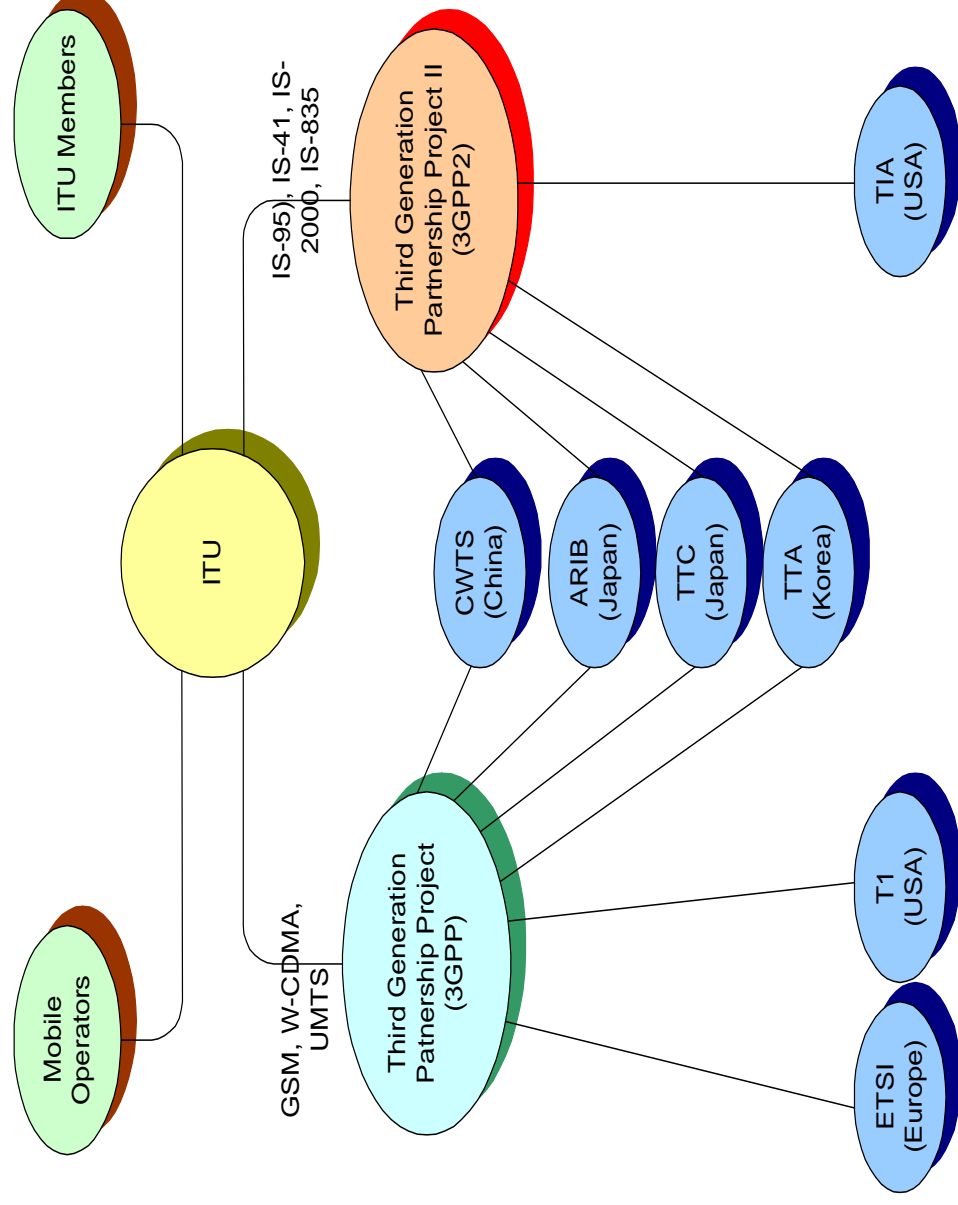 Mobile
Operators
ITU Members
ITU
GSM, W-CDMA,
UMTS
IS-95), IS-41, IS-
2000, IS-835
Third Generation
Patnership Project
(3GPP)
Third Generation
Partnership Project II
(3GPP2)
CWTS
(China)
ARIB
(Japan)
TTC
(Japan)
TTA
(Korea)
ETSI
(Europe)
T1
(USA)
TIA
(USA)